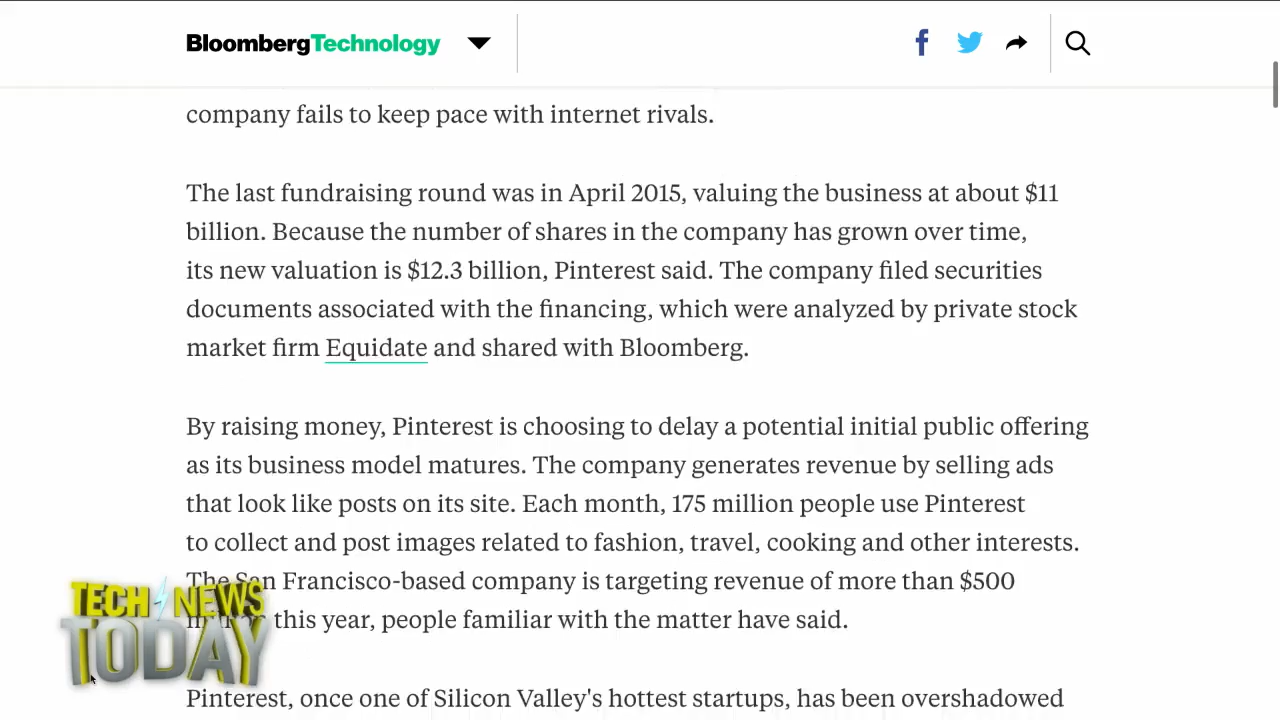 BloombergTechnology
company fails to keep pace with internet rivals.
The last fundraising round was in April 2015, valuing the business at about $11
billion. Because the number of shares in the company has grown over time,
its new valuation is $12.3 billion, Pinterest said. The company filed securities
documents associated with the financing, which were analyzed by private stock
market firm Equidate and shared with Bloomberg.
By raising money, Pinterest is choosing to delay a potential initial public offering
as its business model matures. The company generates revenue by selling ads
that look like posts on its site. Each month, 175 million people use Pinterest
to collect and post images related to fashion, travel, cooking and other interests.
The San Francisco-based company is targeting revenue of more than $500
this year, people familiar with the matter have said.
Pinterest, once one of Silicon Valley's hottest startups, has been overshadowed
TECH NEWS
TODAY